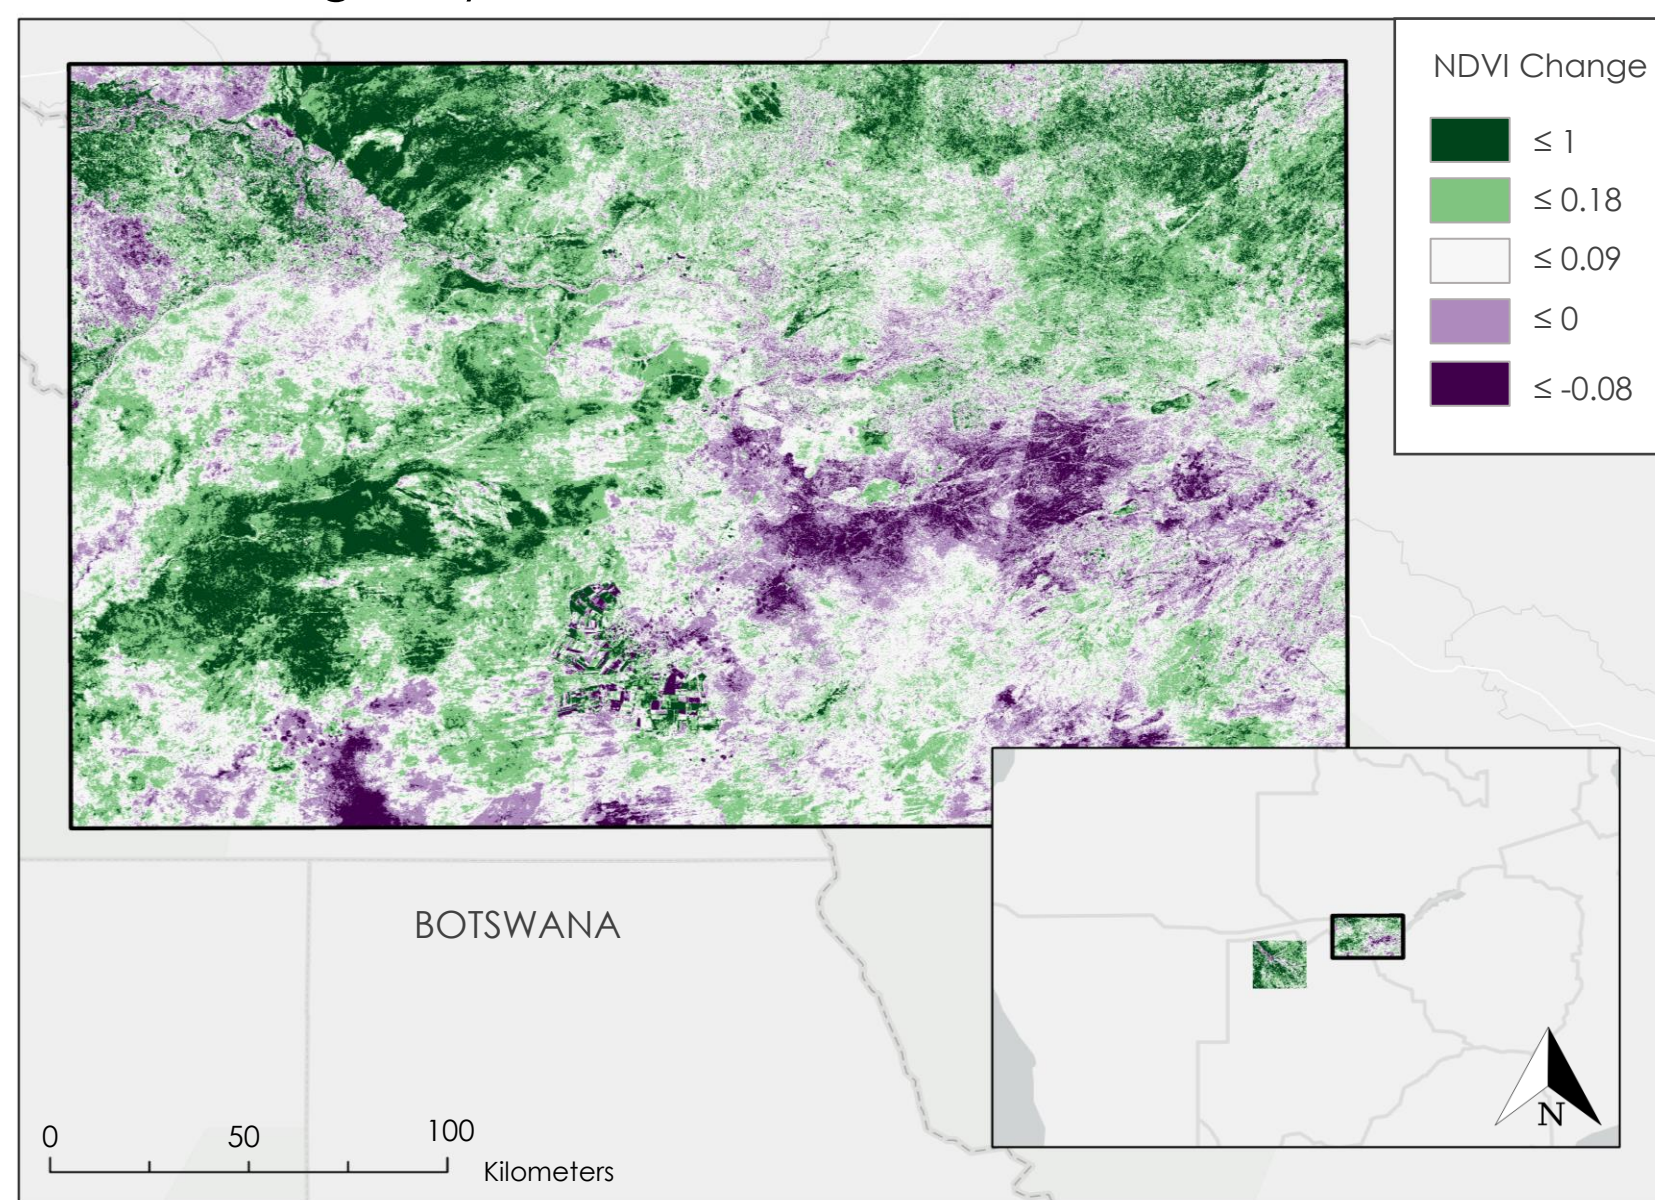 NDVI Change
≤ 1
≤ 0.18
≤ 0.09
≤ 0
≤ -0.08
BOTSWANA
0 50 100
Kilometers
N